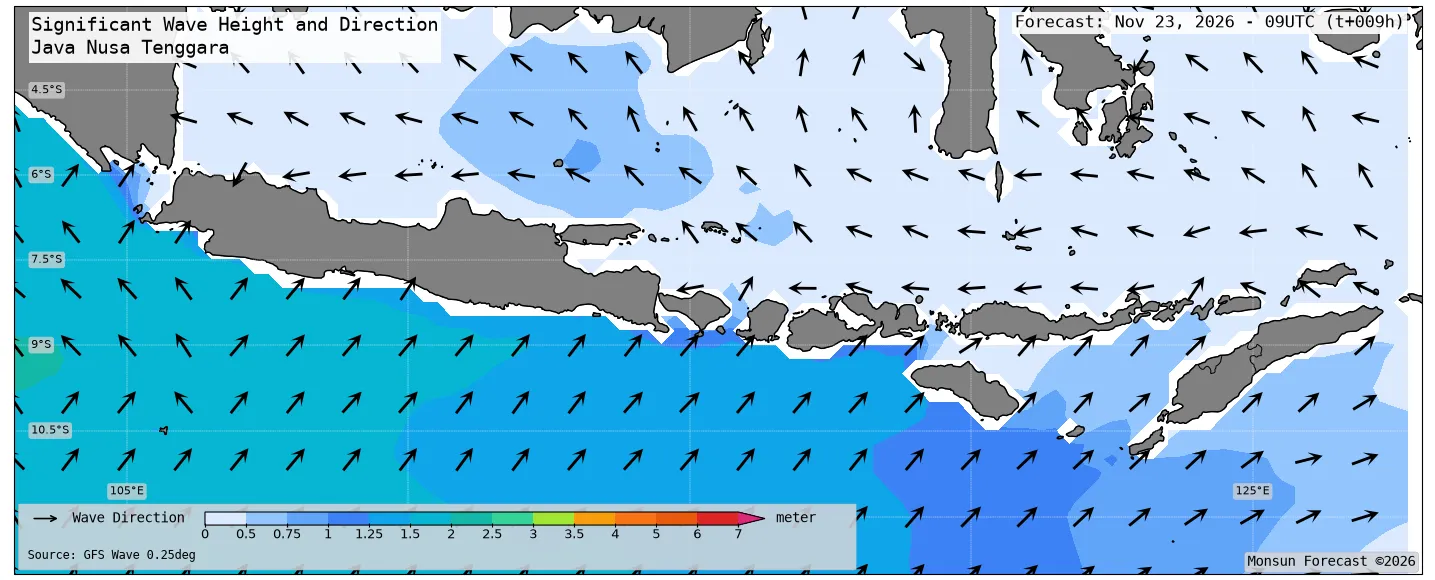 Significant Wave Height and Direction
Java Nusa Tenggara
Forecast: Nov 23, 2026 - 09UTC (t+009h)
4.5°S
6°S
7.5°S
9°S
10.5°S
105°E
125°E
Wave Direction
0 0.5 0.75 1 1.25 1.5 2 2.5 3 3.5 4 5 6 7
meter
Source: GFS Wave 0.25deg
Monsun Forecast ©2026